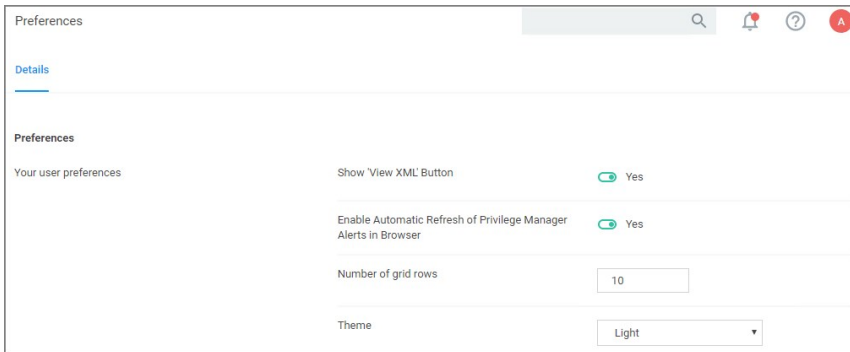 Preferences
A
Details
Preferences
Your user preferences
Show 'View XML' Button
Yes
Enable Automatic Refresh of Privilege Manager
Alerts in Browser
Yes
Number of grid rows
10
Theme
Light